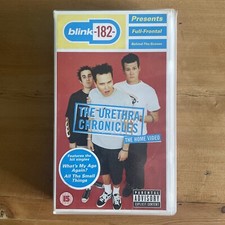 blink-182-
Presents
Full-Frontal
Behind The Scenes
THE URETHRA
CHRONICLES
THE HOME VIDEO
Features the
hit singles
What's My Age
Again?
All The Small
Things
15
PARENTAL
ADVISORY
EXPLICIT CONTENT